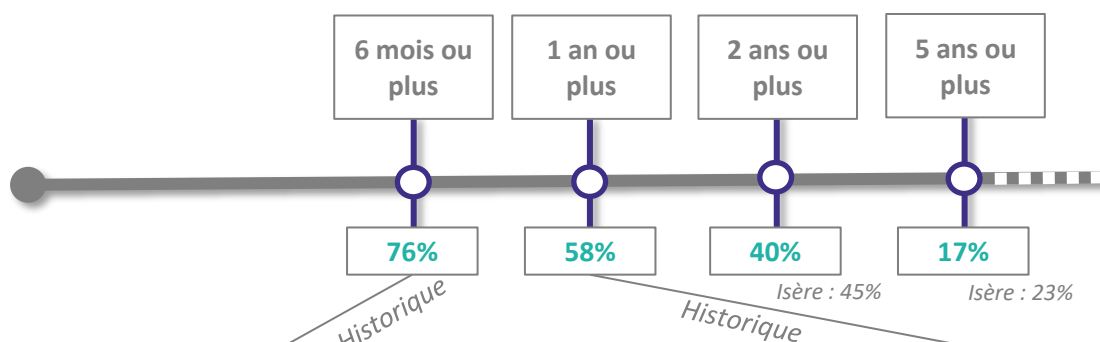 6 mois ou
plus
1 an ou
plus
2 ans ou
plus
5 ans ou
plus
76%
58%
40%
17%
Isère : 45%
Isère : 23%
Historique
Historique